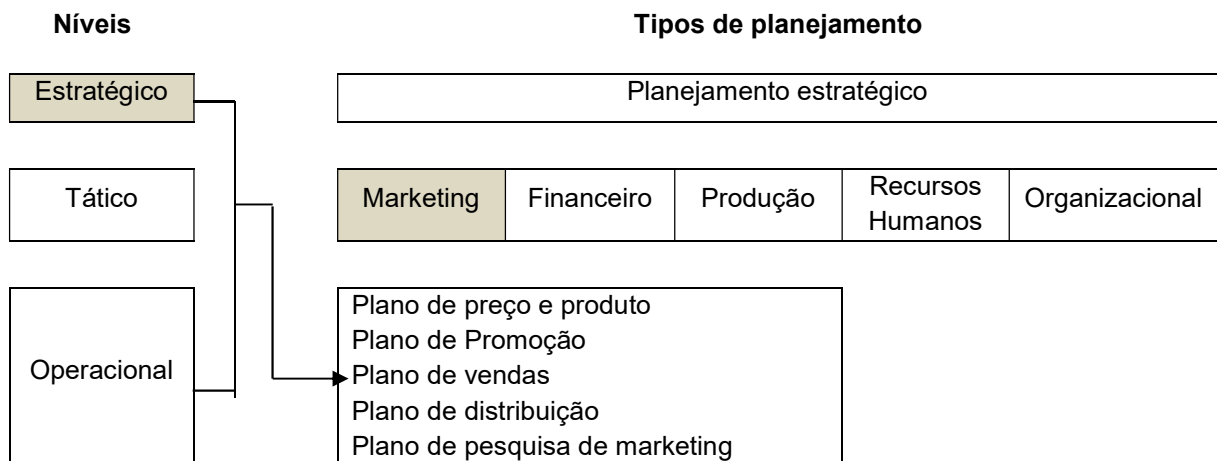 Níveis Tipos de planejamento
Estratégico Planejamento estratégico
Tático Marketing Financeiro Produção Recursos Humanos Organizacional
Operacional
Plano de preço e produto
Plano de Promoção
Plano de vendas
Plano de distribuição
Plano de pesquisa de marketing